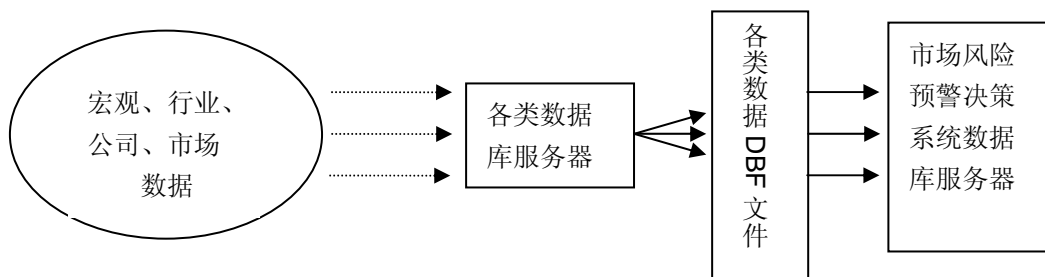 宏观、行业、
公司、市场
数据
各类数据
库服务器
各类数据 DBF 文件
市场风险
预警决策
系统数据
库服务器